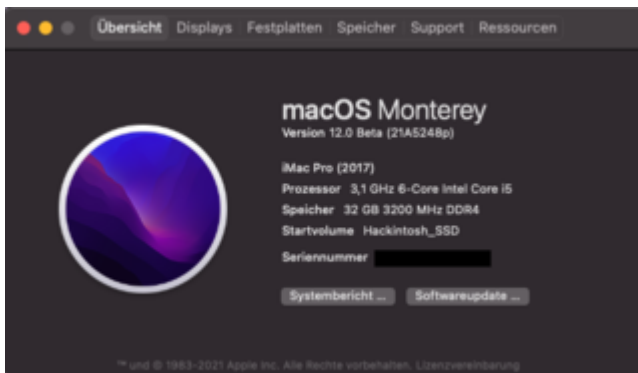 Übersicht Displays Festplatten Speicher Support Ressourcen
macOS Monterey
Version 12.0 Beta (21A5248p)
iMac Pro (2017)
Prozessor 3,1 GHz 6-Core Intel Core i5
Speicher 32 GB 3200 MHz DDR4
Startvolume Hackintosh_SSD
Seriennummer
Systembericht ... Softwareupdate ...
™ und © 1983-2021 Apple Inc. Alle Rechte vorbehalten. Lizenzvereinbarung